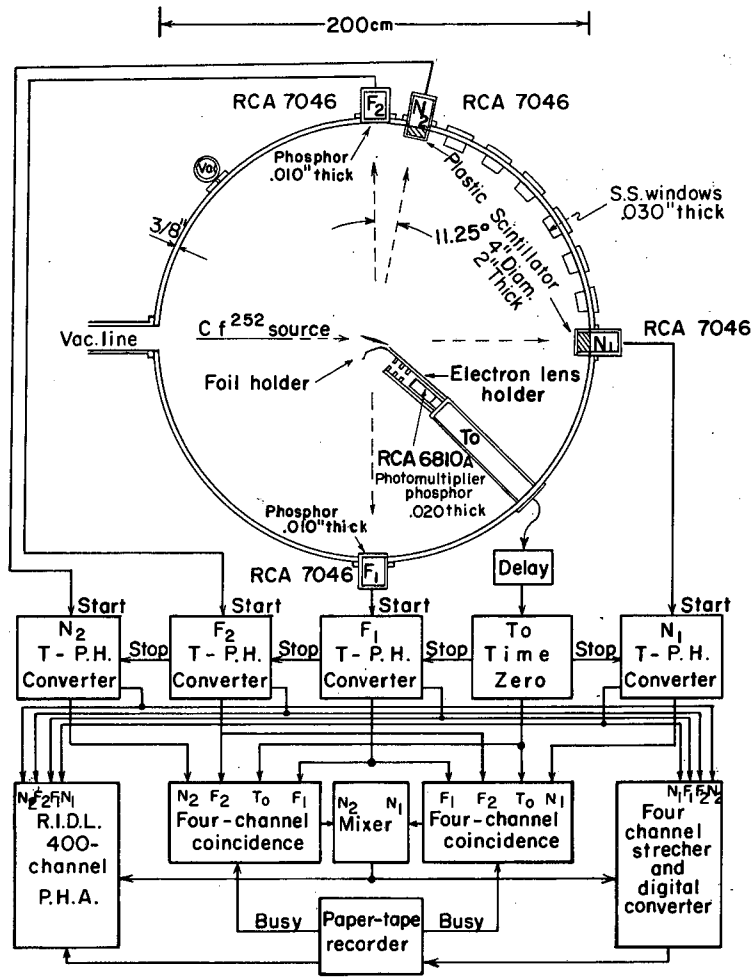 200cm
RCA 7046
F2
N2
RCA 7046
Phosphor
.010" thick
Vac
Plastic Scintillator
4" Diam.
2" Thick
S.S. windows
.030" thick
3/8"
11.25°
Vac. line
Cf252 source
N1
RCA 7046
Foil holder
Electron lens
holder
To
RCA 6810A
Photomultiplier
phosphor
.020 thick
Phosphor
.010" thick
RCA 7046
F1
Delay
Start
Start
Start
Start
N2
T-P.H.
Converter
Stop
F2
T-P.H.
Converter
Stop
F1
T-P.H.
Converter
Stop
To
Time
Zero
Stop
N1
T-P.H.
Converter
N2 F2 F1 N1
R.I.D.L.
400-
channel
P.H.A.
N2 F2 To F1
Four-channel
coincidence
N2 N1
Mixer
F1 F2 To N1
Four-channel
coincidence
N1 F1 F2 N2
Four
channel
strecher
and
digital
converter
Busy
Paper-tape
recorder
Busy